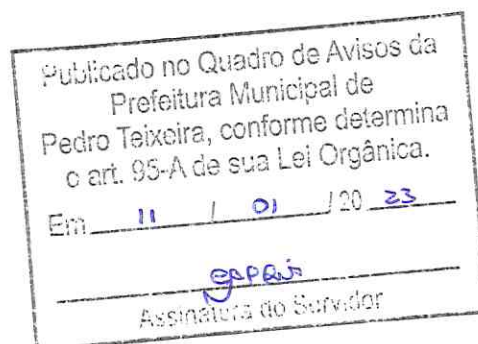 Publicado no Quadro de Avisos da
Prefeitura Municipal de
Pedro Teixeira, conforme determina
o art. 95-A de sua Lei Orgânica.
Em 11 / 01 / 20 23
Assinatura do Servidor